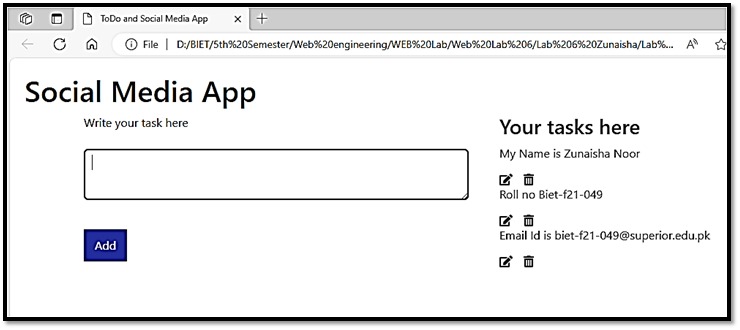 ToDo and Social Media App
File | D:/BIET/5th%20Semester/Web%20engineering/WEB%20Lab/Web%20Lab%206/Lab%206%20Zunaisha/Lab%...
Social Media App
Write your task here
Add
Your tasks here
My Name is Zunaisha Noor
Roll no Biet-f21-049
Email Id is biet-f21-049@superior.edu.pk